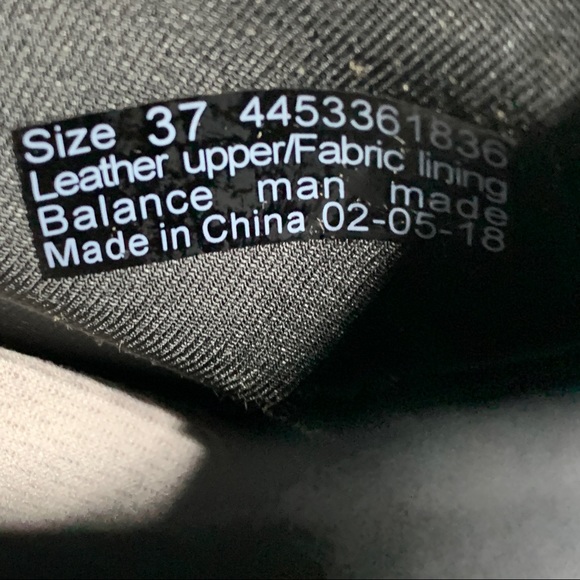 Size 37 4453361836
Leather upper/Fabric lining
Balance man made
Made in China 02-05-18